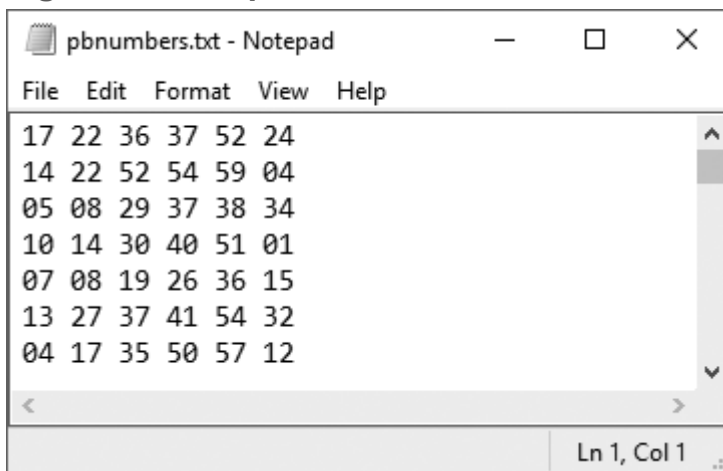 pbnumbers.txt - Notepad
File Edit Format View Help
17 22 36 37 52 24
14 22 52 54 59 04
05 08 29 37 38 34
10 14 30 40 51 01
07 08 19 26 36 15
13 27 37 41 54 32
04 17 35 50 57 12
Ln 1, Col 1